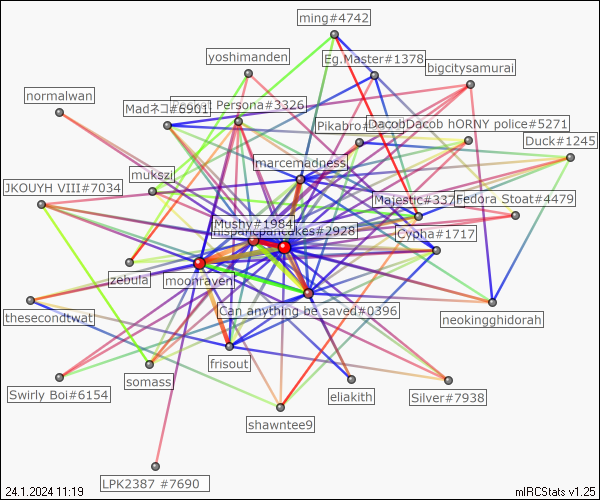 ming#4742
Eg.Master#1378
yoshimanden
bigcitysamurai
normalwan
Madネコ#6901
Persona#3326
Pikabro#
DacobDacob hORNY police#5271
Duck#1245
marcemadness
mukszi
JKOUYH VIII#7034
Majestic#337
Fedora Stoat#4479
Mushy#1984
pancakes#2928
Cypha#1717
zebula
moonraven
thesecondtwat
Can anything be saved#0396
neokingghidorah
frisout
somass
Swirly Boi#6154
eliakith
Silver#7938
shawntee9
LPK2387 #7690
24.1.2024 11:19
mIRCStats v1.25